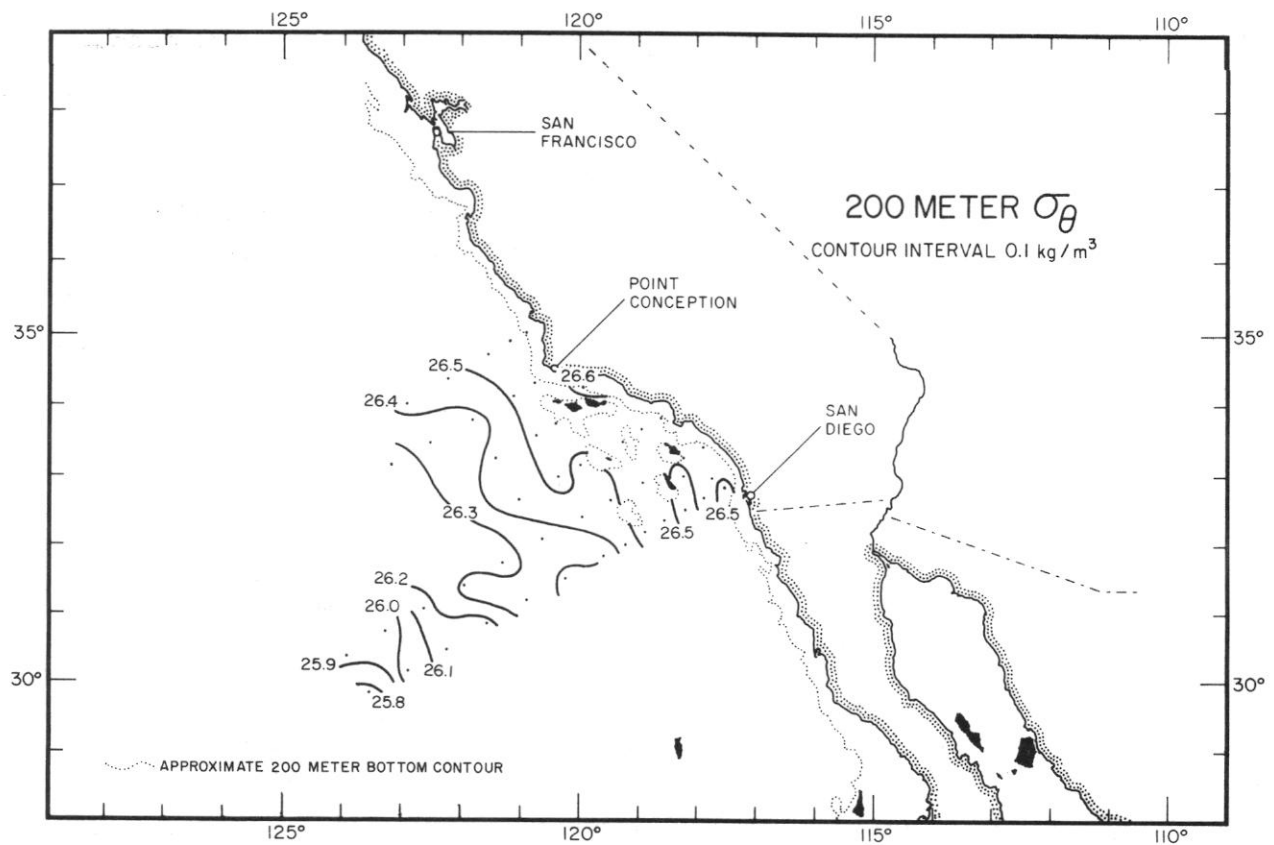 125° 120° 115° 110°
SAN
FRANCISCO
200 METER σθ
CONTOUR INTERVAL 0.1 kg/m³
POINT
CONCEPTION
35° 35°
26.5
26.6
26.4
SAN
DIEGO
26.3
26.5
26.5
26.2
26.0
25.9
26.1
30° 30°
25.8
APPROXIMATE 200 METER BOTTOM CONTOUR
125° 120° 115° 110°